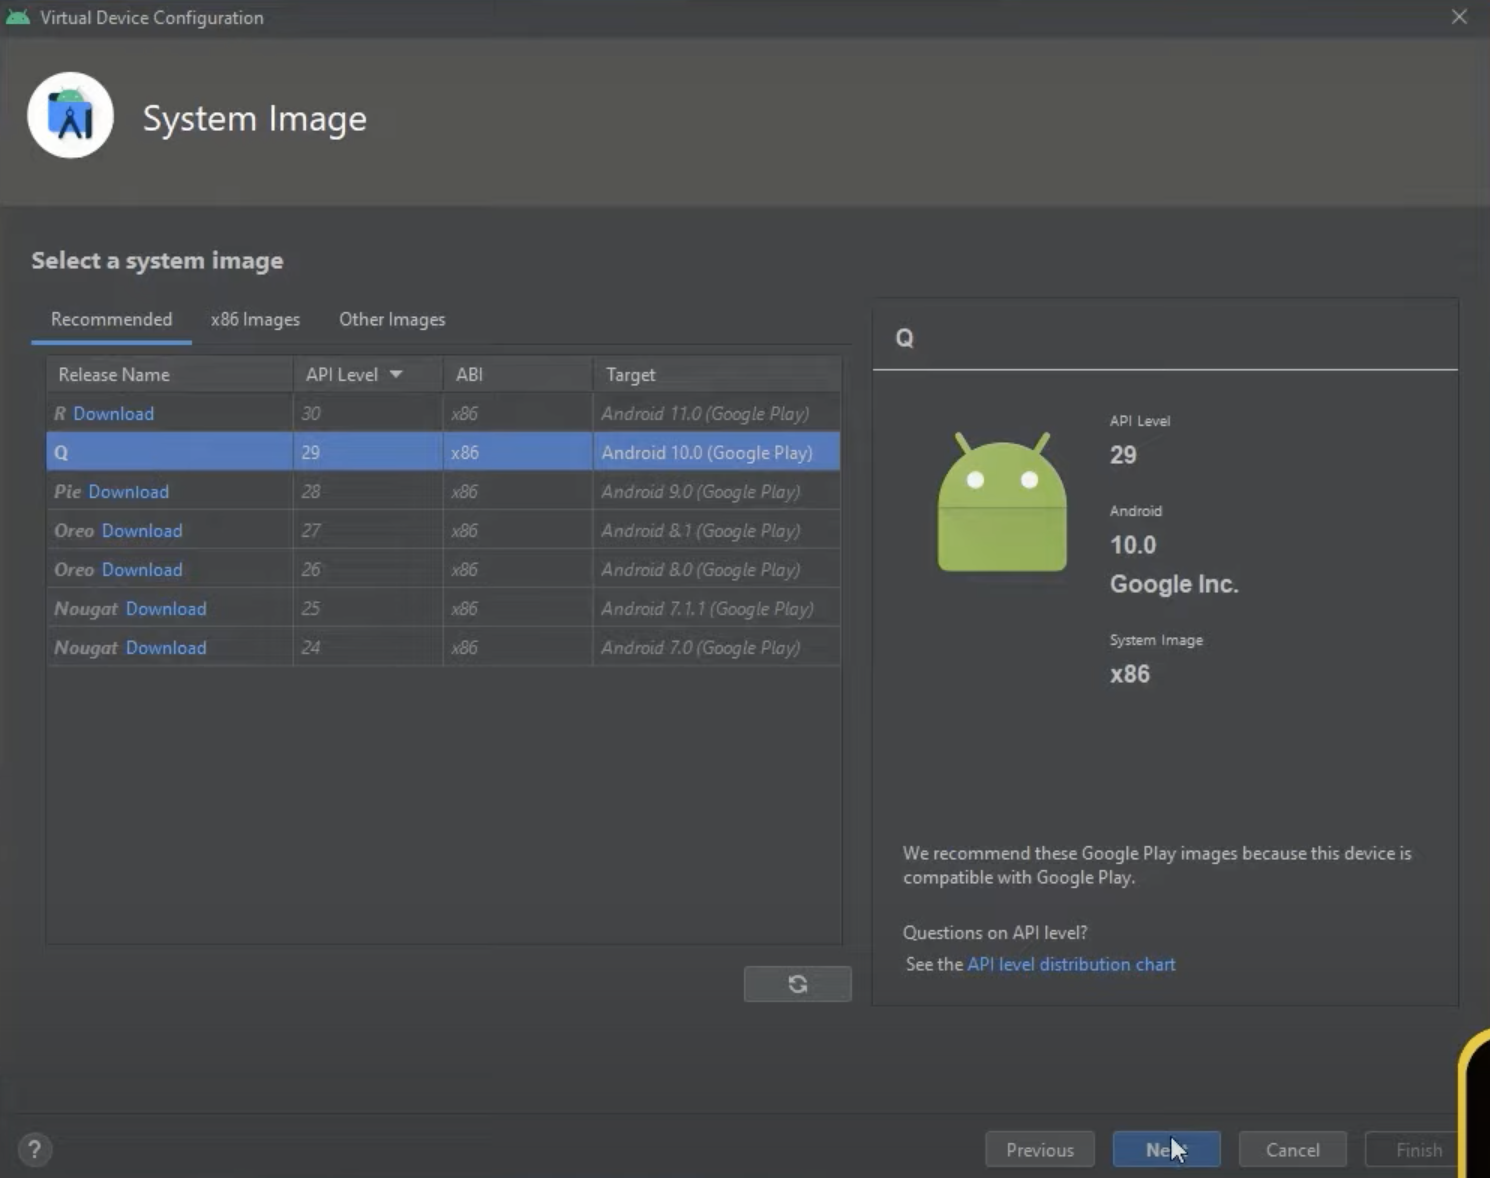 Virtual Device Configuration
System Image
Select a system image
Recommended x86 Images Other Images
Release Name API Level ABI Target
R Download 30 x86 Android 11.0 (Google Play)
Q 29 x86 Android 10.0 (Google Play)
Pie Download 28 x86 Android 9.0 (Google Play)
Oreo Download 27 x86 Android 8.1 (Google Play)
Oreo Download 26 x86 Android 8.0 (Google Play)
Nougat Download 25 x86 Android 7.1.1 (Google Play)
Nougat Download 24 x86 Android 7.0 (Google Play)
Q
API Level
29
Android
10.0
Google Inc.
System Image
x86
We recommend these Google Play images because this device is
compatible with Google Play.
Questions on API level?
See the API level distribution chart
?
Previous Next Cancel Finish